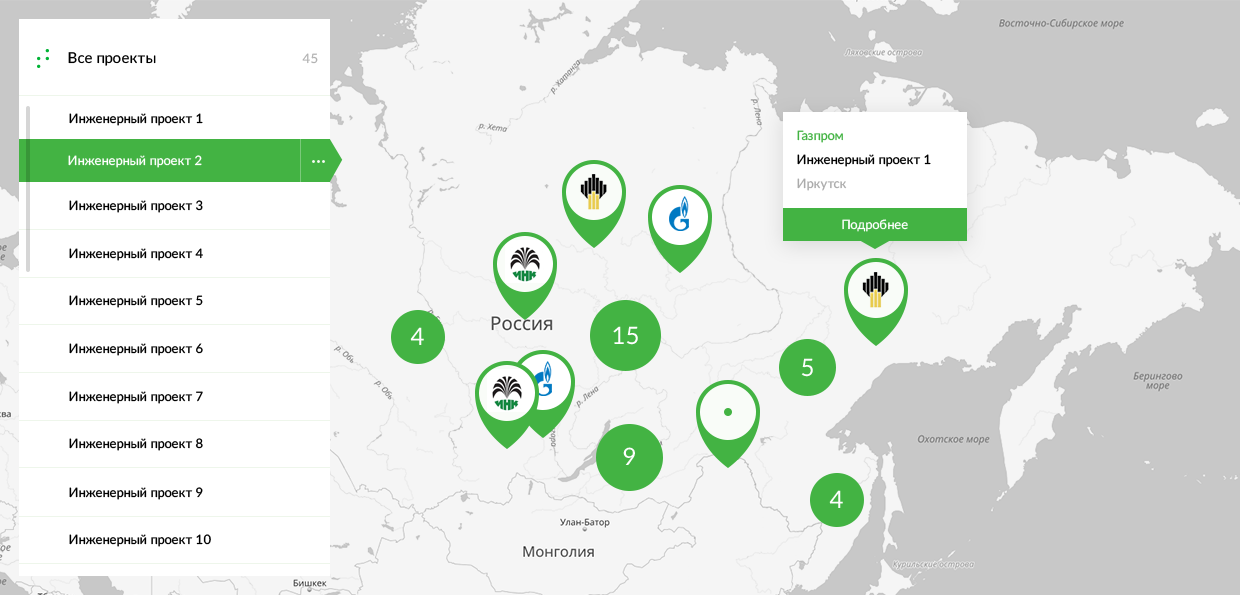 Все проекты 45
Инженерный проект 1
Инженерный проект 2
Инженерный проект 3
Инженерный проект 4
Инженерный проект 5
Инженерный проект 6
Инженерный проект 7
Инженерный проект 8
Инженерный проект 9
Инженерный проект 10
Восточно-Сибирское море
Ляховские острова
р. Хатанга
р. Лена
р. Хета
Газпром
Инженерный проект 1
Иркутск
Подробнее
G
ИНК
Россия
4
15
5
р. Обь
р. Обь
ИНК
G
р. Лена
Берингово
море
Охотское море
9
4
Улан-Батор
Монголия
Курильские острова
Бишкек